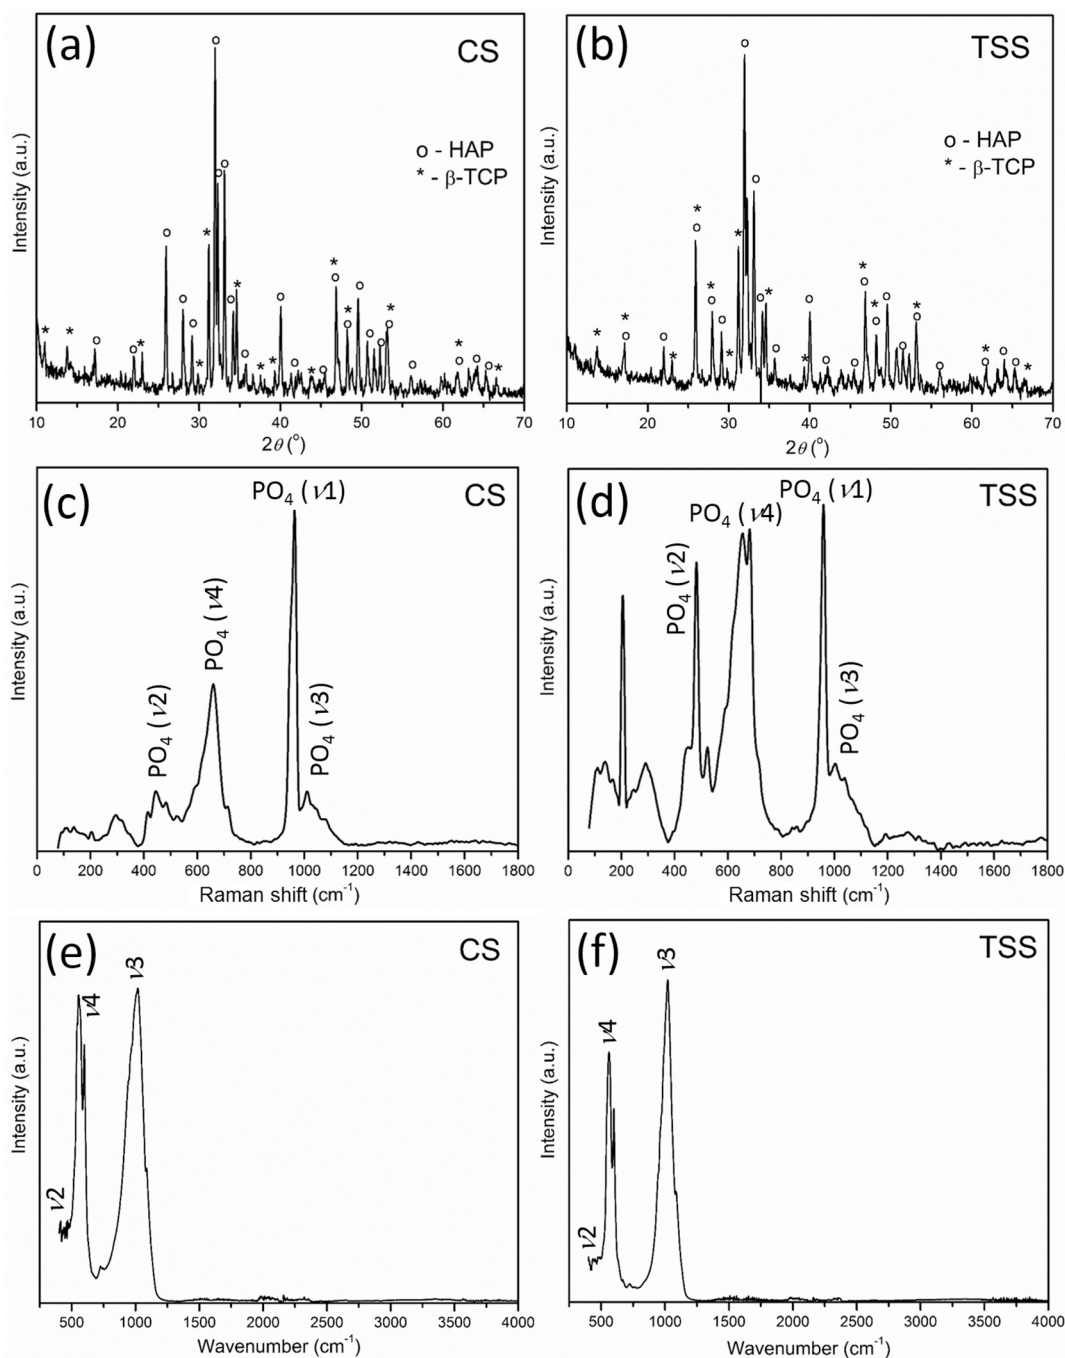 (a)
CS
o - HAP
* - β-TCP
Intensity (a.u.)
10 20 30 40 50 60 70
2θ (°)
(b)
TSS
o - HAP
* - β-TCP
Intensity (a.u.)
10 20 30 40 50 60 70
2θ (°)
(c)
CS
PO₄ (ν1)
PO₄ (ν4)
PO₄ (ν2)
PO₄ (ν3)
Intensity (a.u.)
0 200 400 600 800 1000 1200 1400 1600 1800
Raman shift (cm⁻¹)
(d)
TSS
PO₄ (ν1)
PO₄ (ν4)
PO₄ (ν2)
PO₄ (ν3)
Intensity (a.u.)
0 200 400 600 800 1000 1200 1400 1600 1800
Raman shift (cm⁻¹)
(e)
CS
ν3
ν4
ν2
Intensity (a.u.)
500 1000 1500 2000 2500 3000 3500 4000
Wavenumber (cm⁻¹)
(f)
TSS
ν3
ν4
ν2
Intensity (a.u.)
500 1000 1500 2000 2500 3000 3500 4000
Wavenumber (cm⁻¹)